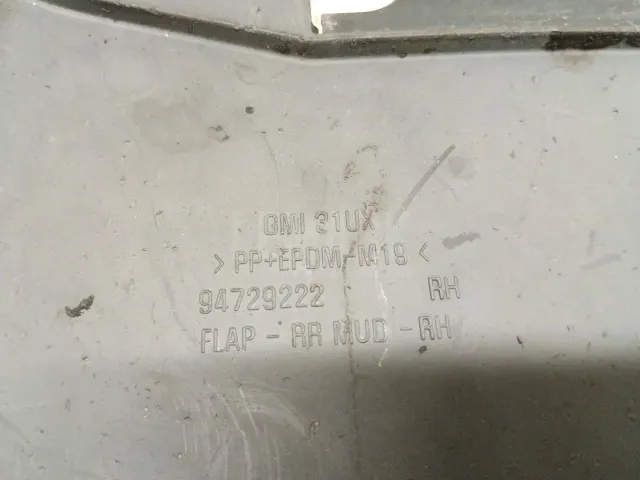 GMI 31UX
> PP+EPDM-M19 <
94729222 RH
FLAP - RR MUD - RH